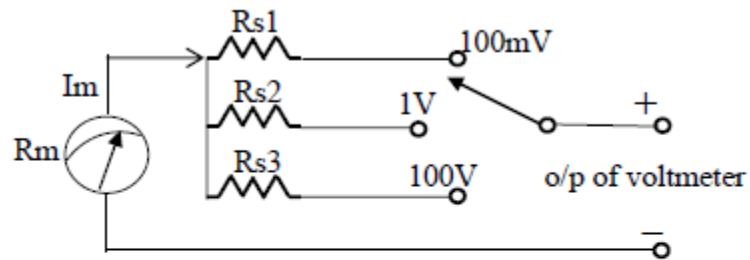 Rs1
100mV
Im
Rs2
1V
+
Rm
Rs3
100V
o/p of voltmeter
−